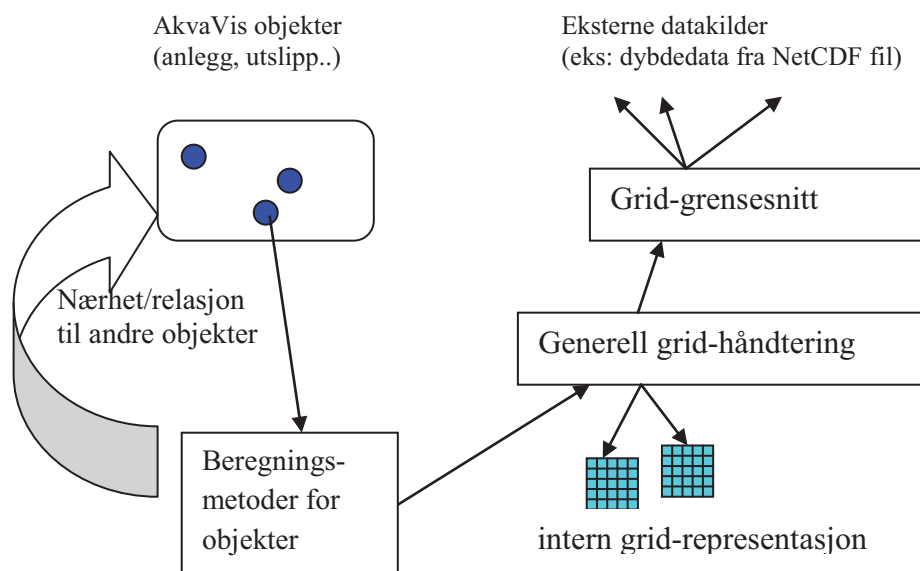 AkvaVis objekter
(anlegg, utslipp..)
Eksterne datakilder
(eks: dybdedata fra NetCDF fil)
Grid-grensesnitt
Nærhet/relasjon
til andre objekter
Generell grid-håndtering
Beregnings-
metoder for
objekter
intern grid-representasjon